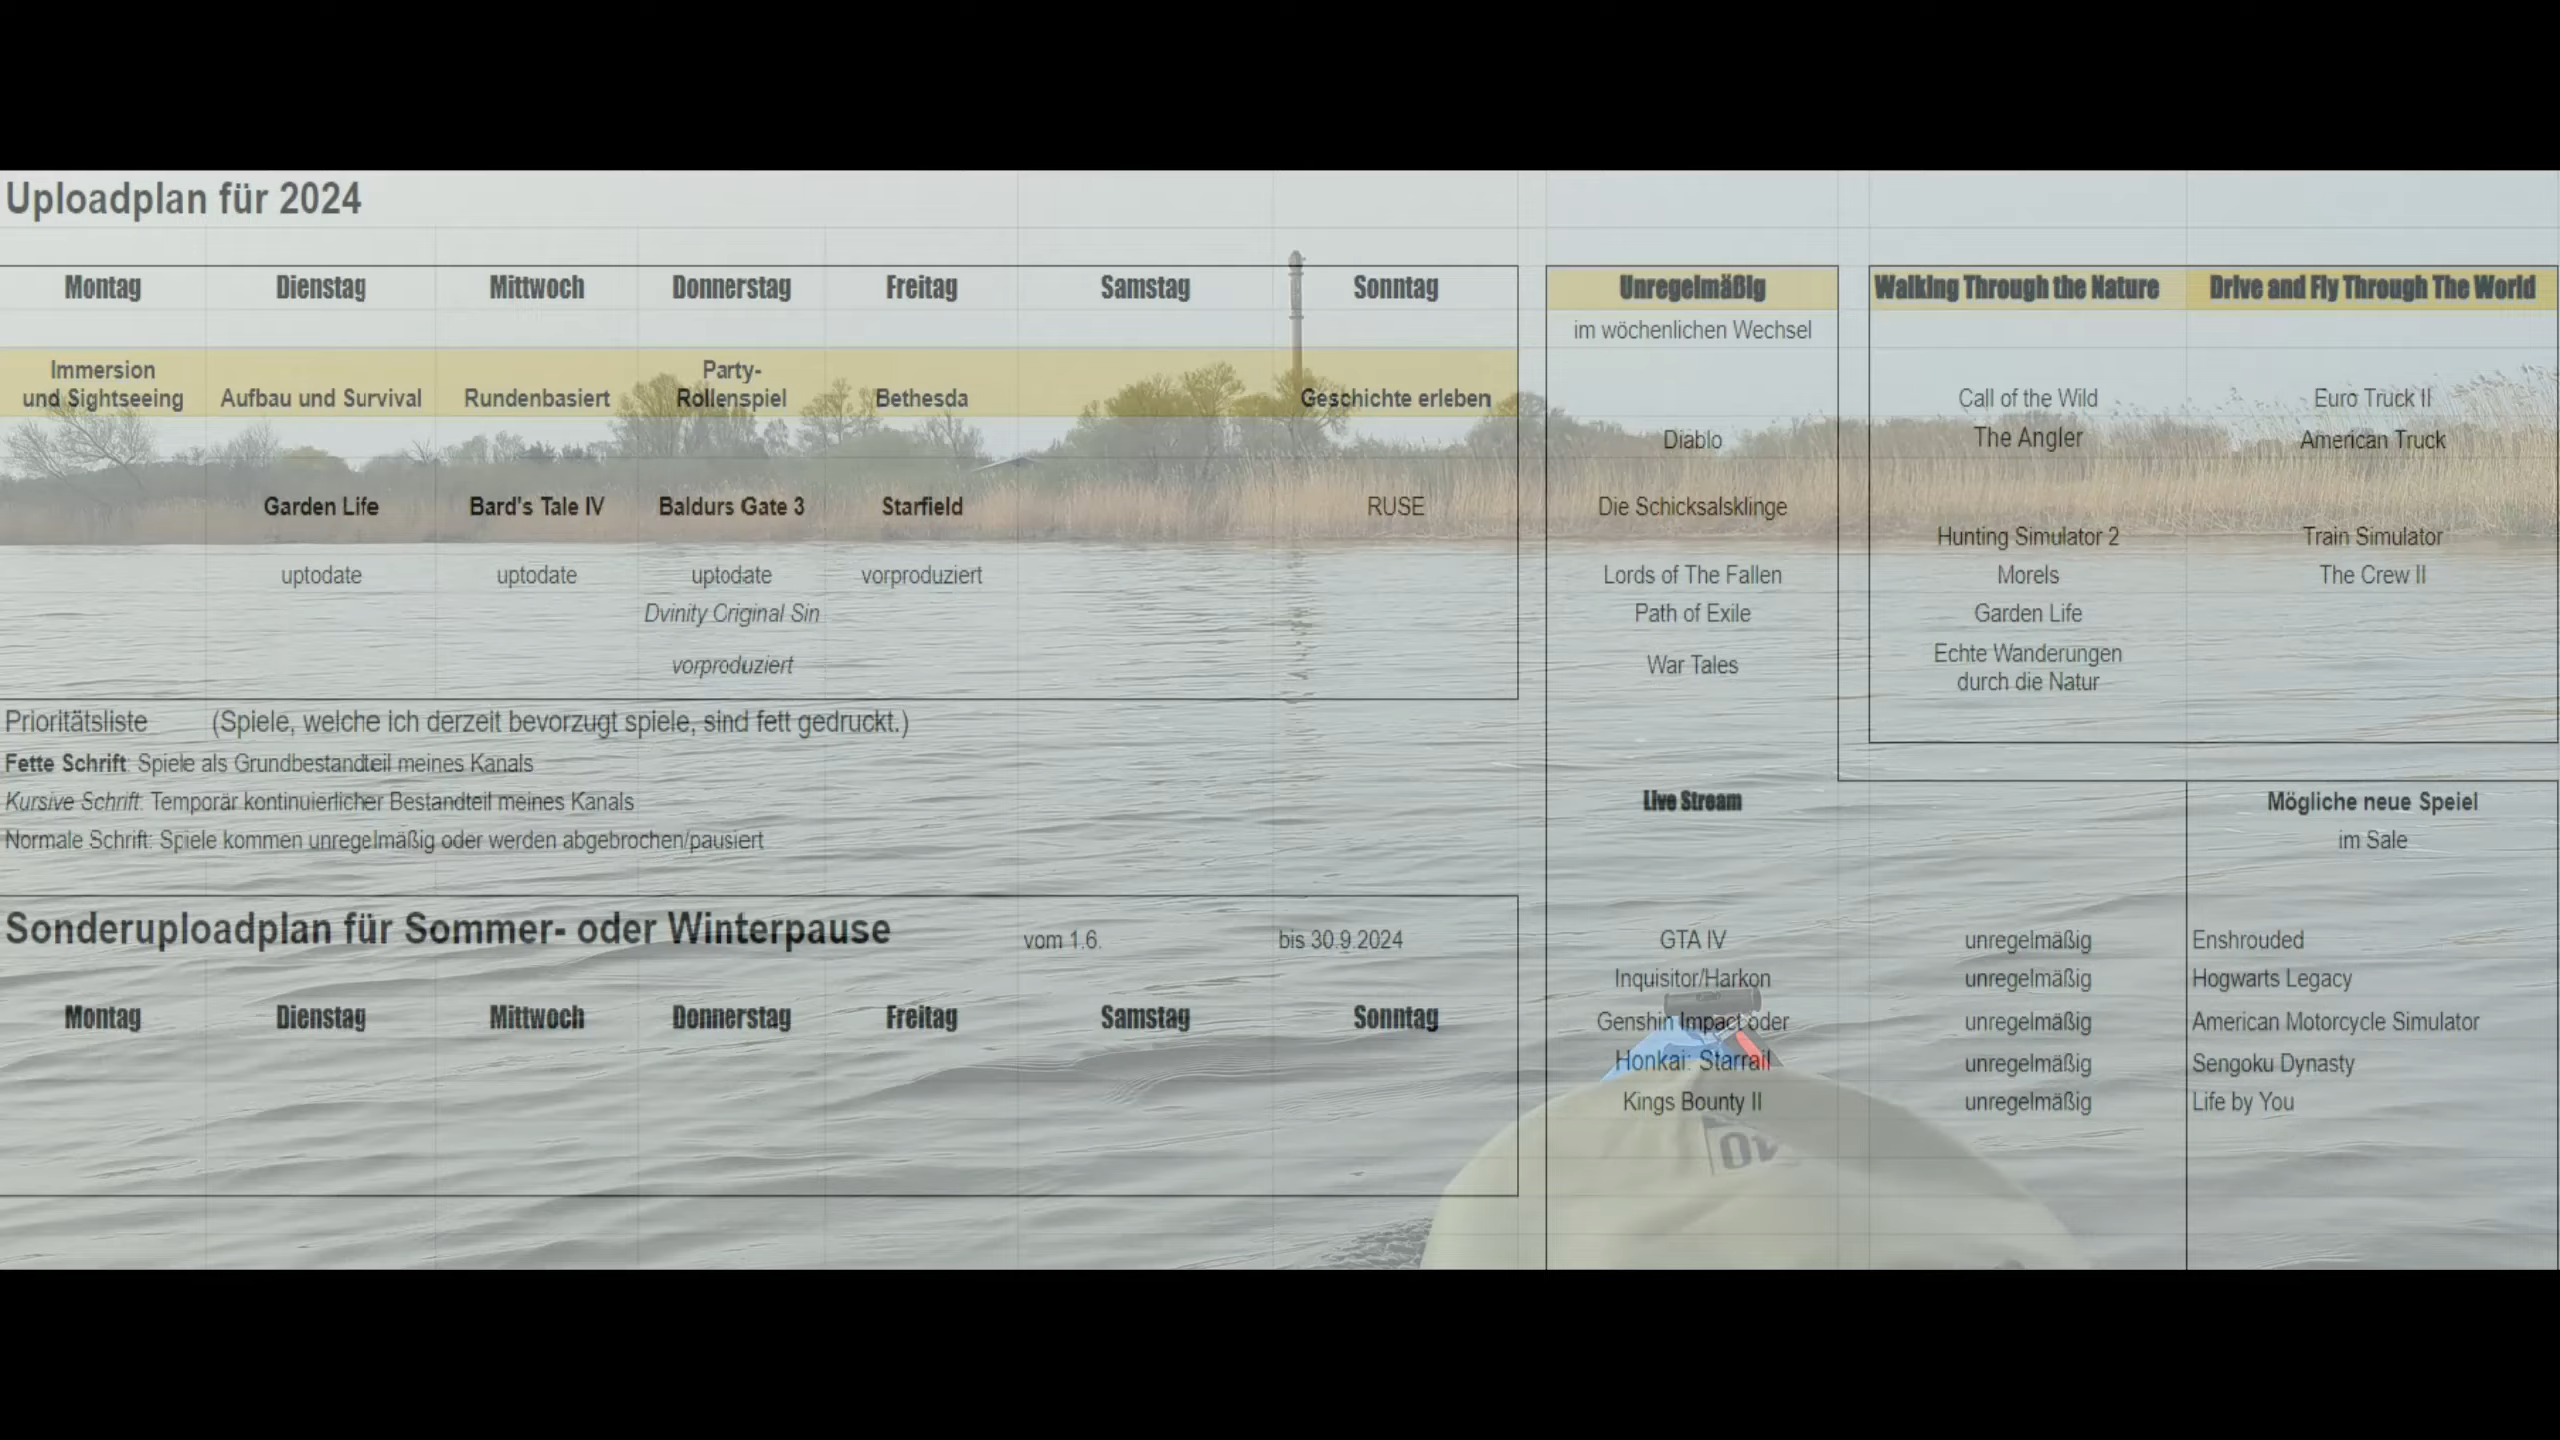 Uploadplan für 2024
Montag Dienstag Mittwoch Donnerstag Freitag Samstag Sonntag
Immersion
und Sightseeing
Aufbau und Survival
Rundenbasiert
Party-
Rollenspiel
Bethesda
Geschichte erleben
Garden Life Bard's Tale IV Baldurs Gate 3 Starfield RUSE
uptodate uptodate uptodate vorproduziert
Dvinity Original Sin
vorproduziert
Prioritätsliste (Spiele, welche ich derzeit bevorzugt spiele, sind fett gedruckt.)
Fette Schrift: Spiele als Grundbestandteil meines Kanals
Kursive Schrift: Temporär kontinuierlicher Bestandteil meines Kanals
Normale Schrift: Spiele kommen unregelmäßig oder werden abgebrochen/pausiert
Sonderuploadplan für Sommer- oder Winterpause vom 1.6. bis 30.9.2024
Montag Dienstag Mittwoch Donnerstag Freitag Samstag Sonntag
Unregelmäßig
im wöchenlichen Wechsel
Diablo
Die Schicksalsklinge
Lords of The Fallen
Path of Exile
War Tales
Walking Through the Nature
Call of the Wild
The Angler
Hunting Simulator 2
Morels
Garden Life
Echte Wanderungen
durch die Natur
Drive and Fly Through The World
Euro Truck II
American Truck
Train Simulator
The Crew II
Live Stream
GTA IV unregelmäßig
Inquisitor/Harkon unregelmäßig
Genshin Impact oder unregelmäßig
Honkai: Starrail unregelmäßig
Kings Bounty II unregelmäßig
Mögliche neue Speiel
im Sale
Enshrouded
Hogwarts Legacy
American Motorcycle Simulator
Sengoku Dynasty
Life by You